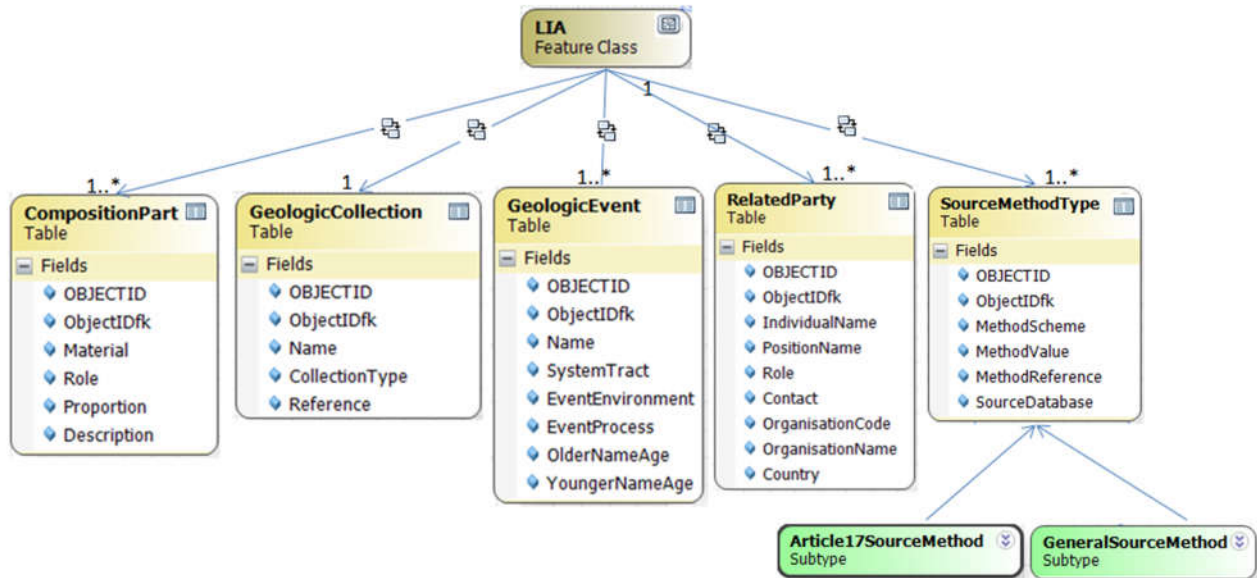 LIA
Feature Class
1
1..*
1
1..*
1..*
1..*
CompositionPart
Table
Fields
OBJECTID
ObjectIDfk
Material
Role
Proportion
Description
GeologicCollection
Table
Fields
OBJECTID
ObjectIDfk
Name
CollectionType
Reference
GeologicEvent
Table
Fields
OBJECTID
ObjectIDfk
Name
SystemTract
EventEnvironment
EventProcess
OlderNameAge
YoungerNameAge
RelatedParty
Table
Fields
OBJECTID
ObjectIDfk
IndividualName
PositionName
Role
Contact
OrganisationCode
OrganisationName
Country
SourceMethodType
Table
Fields
OBJECTID
ObjectIDfk
MethodScheme
MethodValue
MethodReference
SourceDatabase
Article17SourceMethod
Subtype
GeneralSourceMethod
Subtype